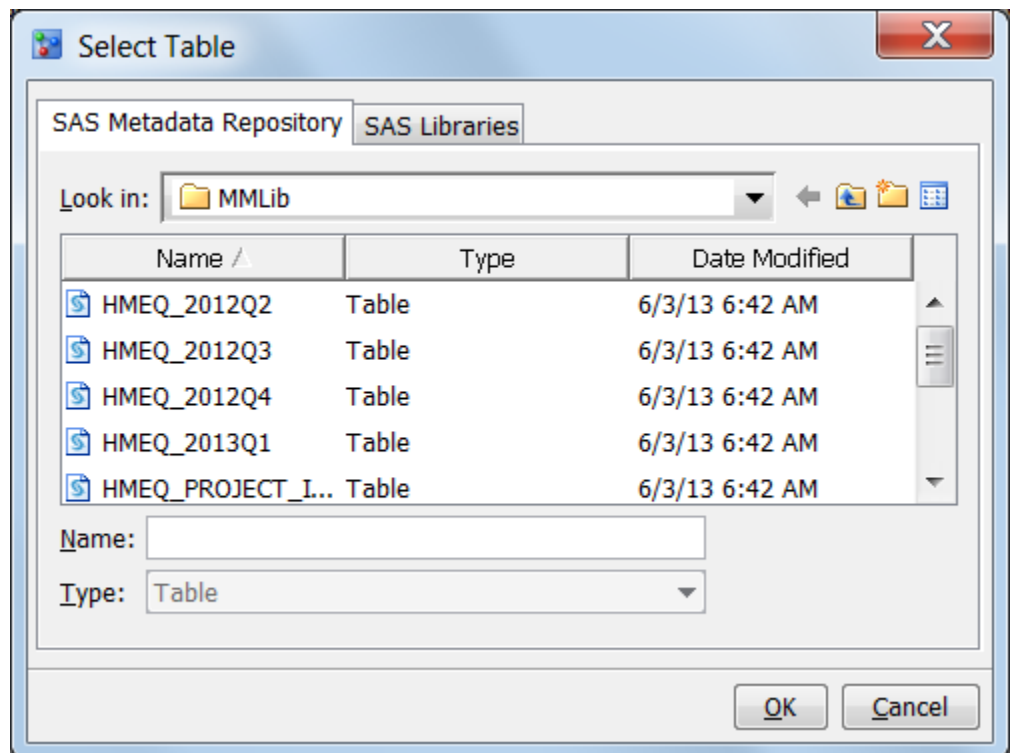 Select Table
SAS Metadata Repository SAS Libraries
Look in: MMLib
Name Type Date Modified
HMEQ_2012Q2 Table 6/3/13 6:42 AM
HMEQ_2012Q3 Table 6/3/13 6:42 AM
HMEQ_2012Q4 Table 6/3/13 6:42 AM
HMEQ_2013Q1 Table 6/3/13 6:42 AM
HMEQ_PROJECT_I... Table 6/3/13 6:42 AM
Name:
Type: Table
OK Cancel